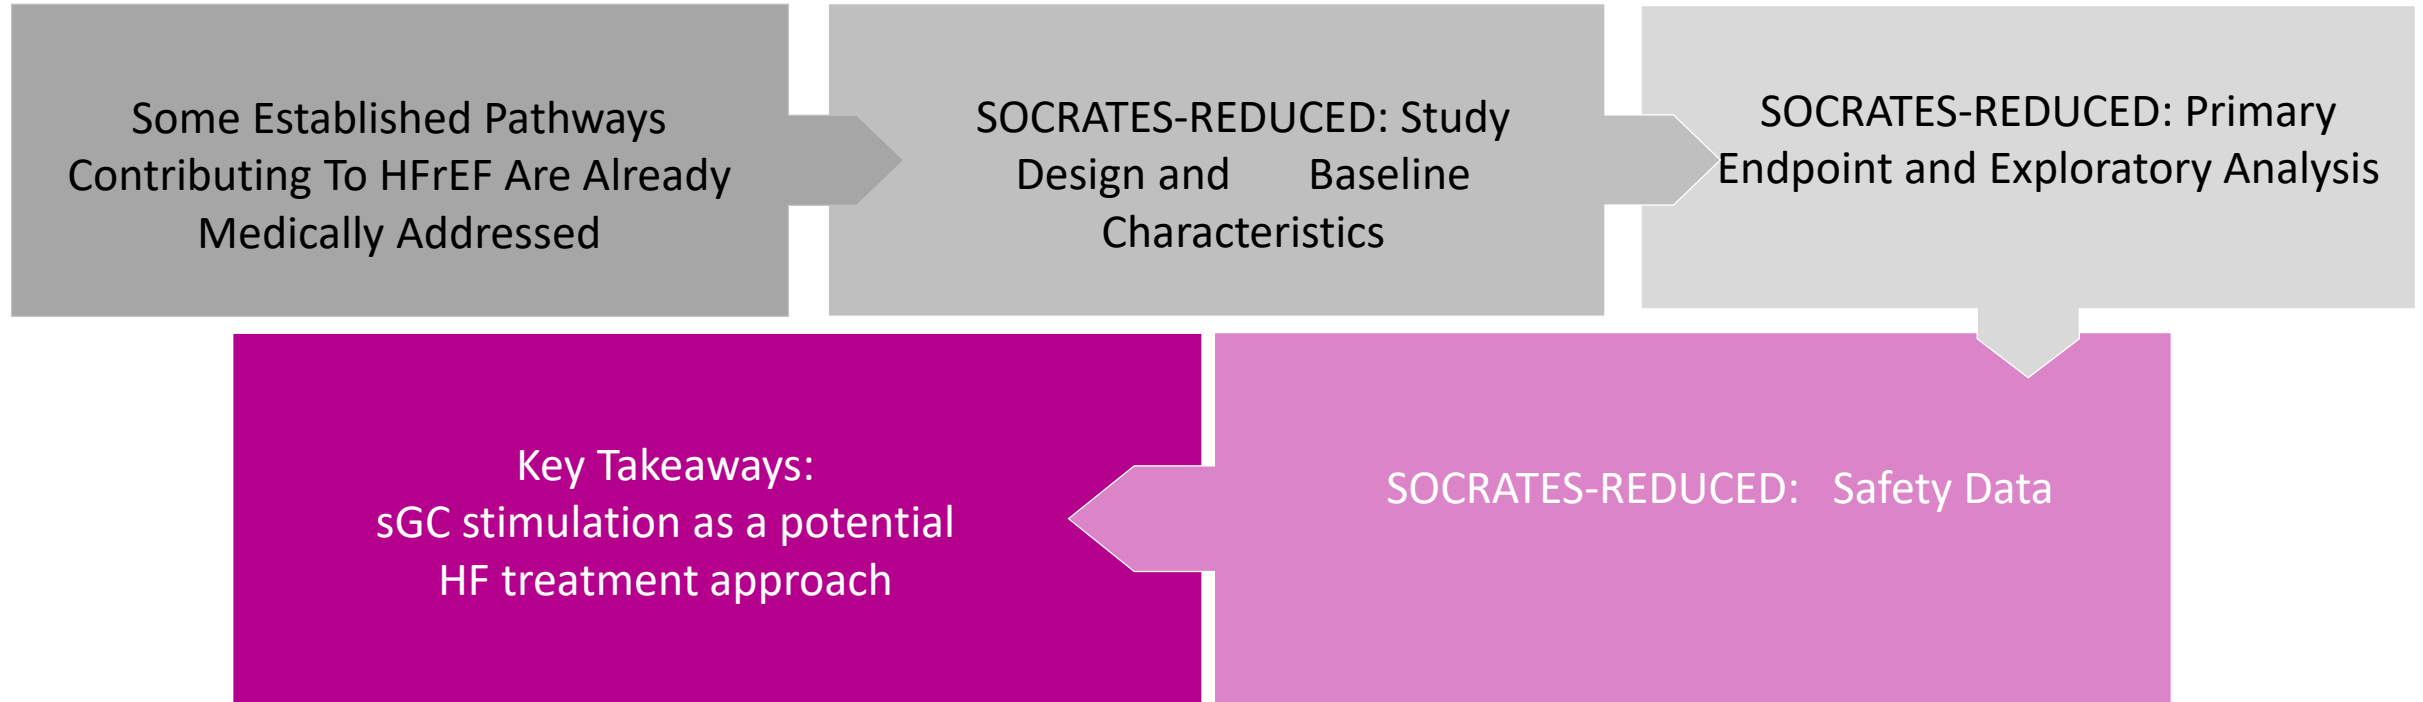 Some Established Pathways
Contributing To HFrEF Are Already
Medically Addressed
SOCRATES-REDUCED: Study
Design and Baseline
Characteristics
SOCRATES-REDUCED: Primary
Endpoint and Exploratory Analysis
SOCRATES-REDUCED: Safety Data
Key Takeaways:
sGC stimulation as a potential
HF treatment approach